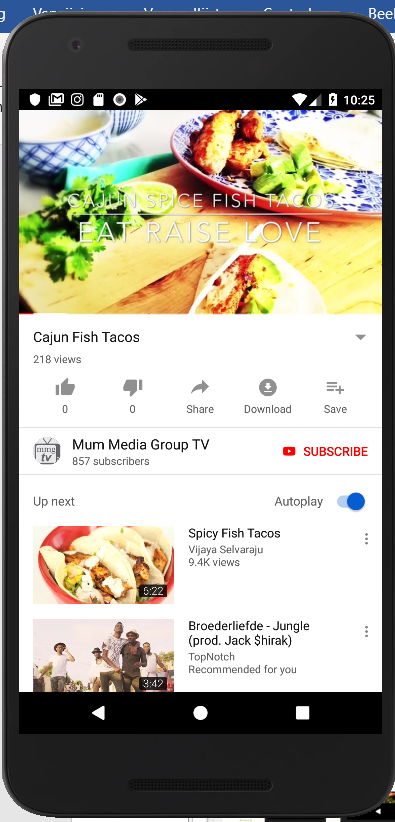 10:25
CAJUN SPICE FISH TACOS
EAT RAISE LOVE
Cajun Fish Tacos
218 views
0
0
Share
Download
Save
mmg
tv
Mum Media Group TV
857 subscribers
SUBSCRIBE
Up next
Autoplay
Spicy Fish Tacos
Vijaya Selvaraju
9.4K views
5:22
Broederliefde - Jungle
(prod. Jack $hirak)
TopNotch
Recommended for you
3:42